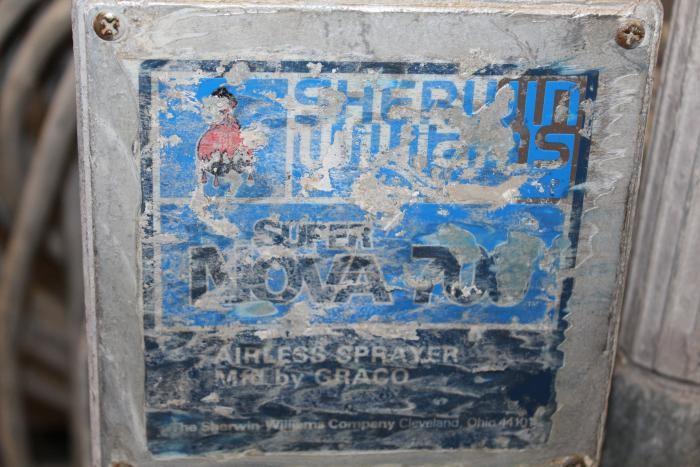 SHERWIN
Williams
SUPER
NOVA 700
AIRLESS SPRAYER
Mfd. by GRACO
The Sherwin-Williams Company Cleveland, Ohio 44101